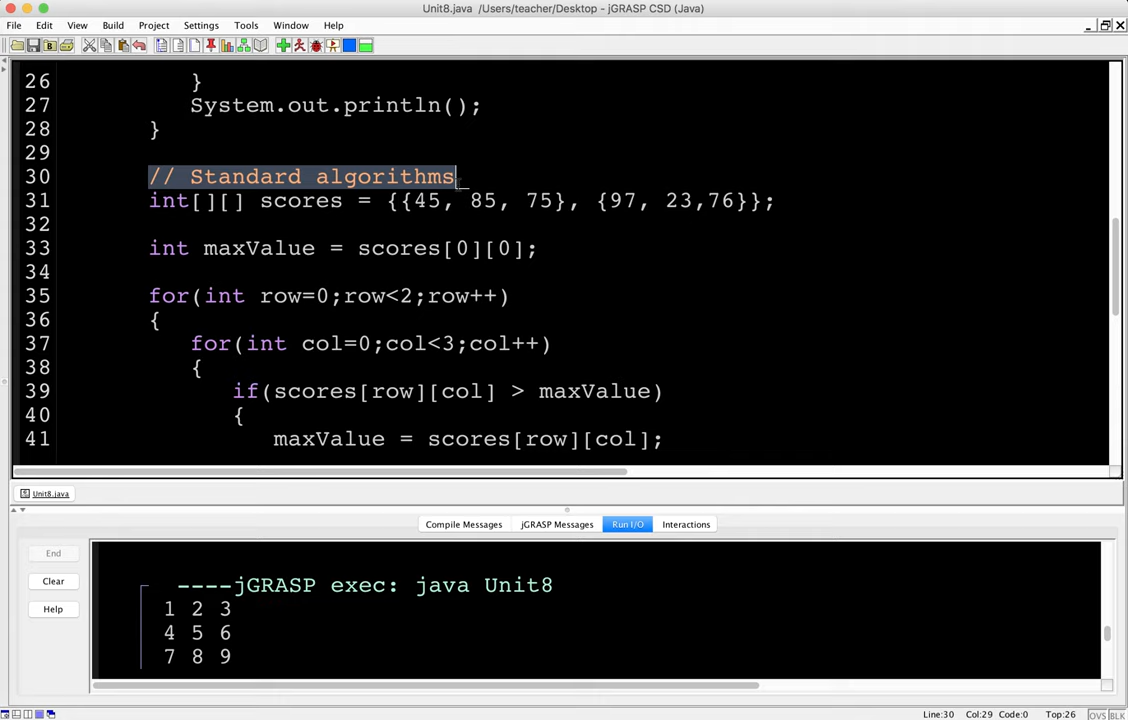 Unit8.java /Users/teacher/Desktop - jGRASP CSD (Java)
File Edit View Build Project Settings Tools Window Help
26 }
27 System.out.println();
28 }
29
30 // Standard algorithms
31 int[][] scores = {{45, 85, 75}, {97, 23,76}};
32
33 int maxValue = scores[0][0];
34
35 for(int row=0;row<2;row++)
36 {
37 for(int col=0;col<3;col++)
38 {
39 if(scores[row][col] > maxValue)
40 {
41 maxValue = scores[row][col];
Unit8.java
Compile Messages jGRASP Messages Run I/O Interactions
End
Clear
Help
----jGRASP exec: java Unit8
1 2 3
4 5 6
7 8 9
Line:30 Col:29 Code:0 Top:26 OVS BLK